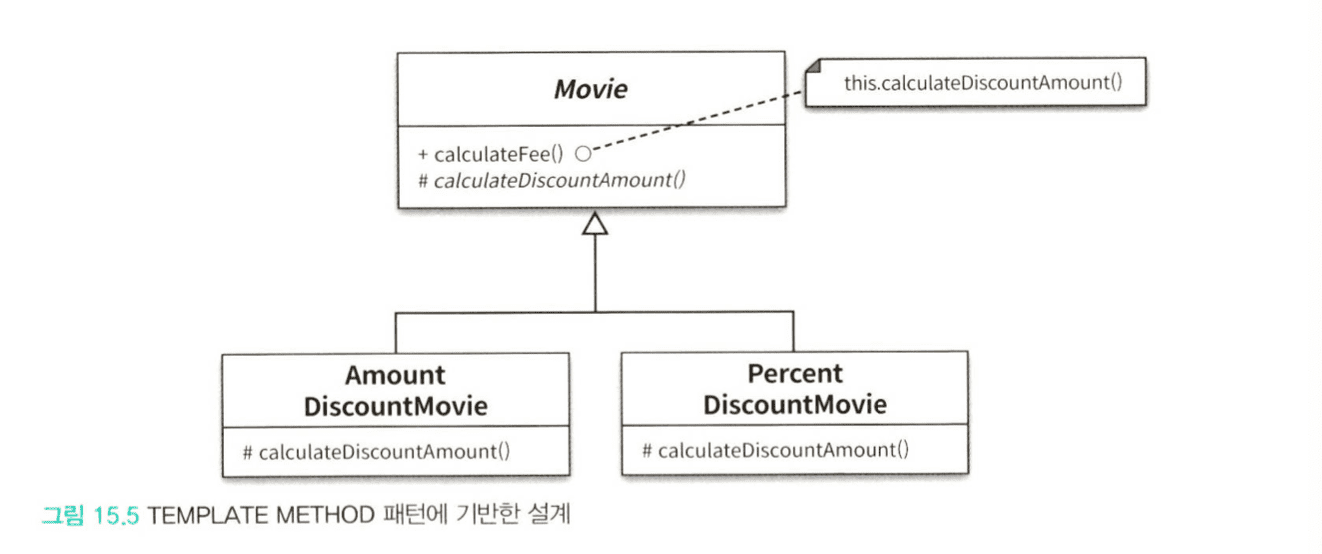 Movie
this.calculateDiscountAmount()
+ calculateFee()
# calculateDiscountAmount()
Amount
DiscountMovie
# calculateDiscountAmount()
Percent
DiscountMovie
# calculateDiscountAmount()
그림 15.5 TEMPLATE METHOD 패턴에 기반한 설계